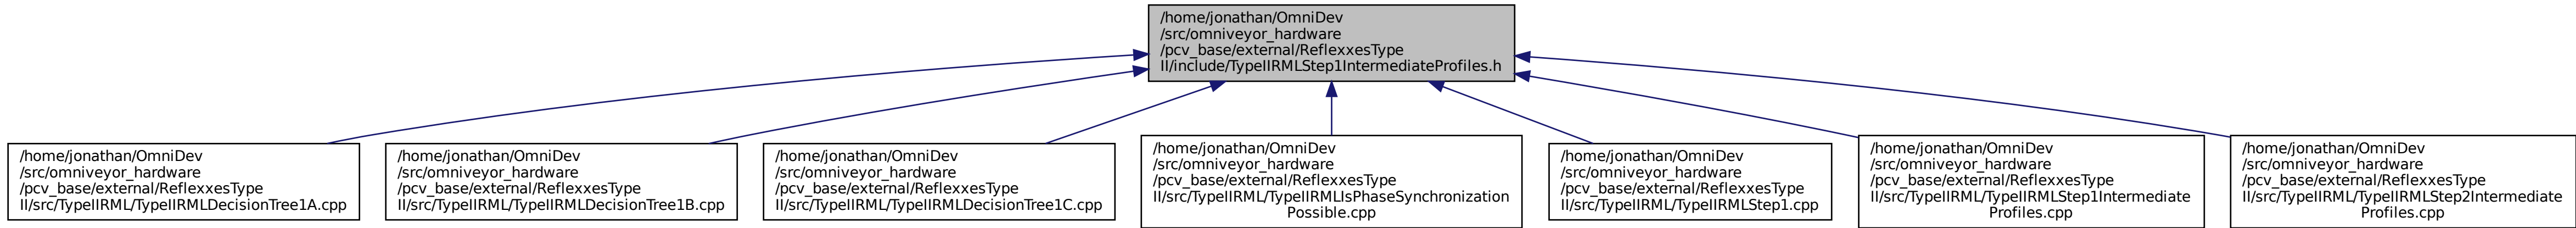 /home/jonathan/OmniDev
/src/omniveyor_hardware
/pcv_base/external/ReflexxesType
II/include/TypeIIRMLStep1IntermediateProfiles.h
/home/jonathan/OmniDev
/src/omniveyor_hardware
/pcv_base/external/ReflexxesType
II/src/TypeIIRML/TypeIIRMLDecisionTree1A.cpp
/home/jonathan/OmniDev
/src/omniveyor_hardware
/pcv_base/external/ReflexxesType
II/src/TypeIIRML/TypeIIRMLDecisionTree1B.cpp
/home/jonathan/OmniDev
/src/omniveyor_hardware
/pcv_base/external/ReflexxesType
II/src/TypeIIRML/TypeIIRMLDecisionTree1C.cpp
/home/jonathan/OmniDev
/src/omniveyor_hardware
/pcv_base/external/ReflexxesType
II/src/TypeIIRML/TypeIIRMLIsPhaseSynchronization
Possible.cpp
/home/jonathan/OmniDev
/src/omniveyor_hardware
/pcv_base/external/ReflexxesType
II/src/TypeIIRML/TypeIIRMLStep1.cpp
/home/jonathan/OmniDev
/src/omniveyor_hardware
/pcv_base/external/ReflexxesType
II/src/TypeIIRML/TypeIIRMLStep1Intermediate
Profiles.cpp
/home/jonathan/OmniDev
/src/omniveyor_hardware
/pcv_base/external/ReflexxesType
II/src/TypeIIRML/TypeIIRMLStep2Intermediate
Profiles.cpp